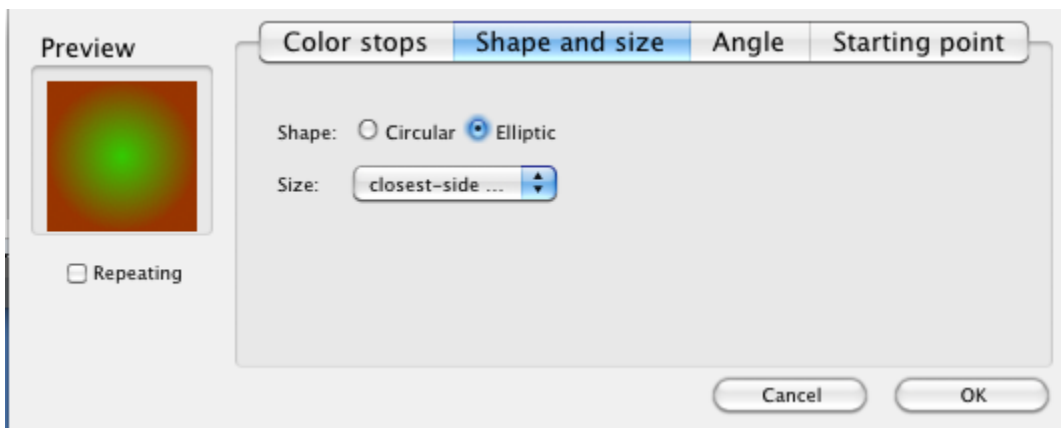 Preview
Color stops Shape and size Angle Starting point
Shape: Circular Elliptic
Size: closest-side ...
Repeating
Cancel OK